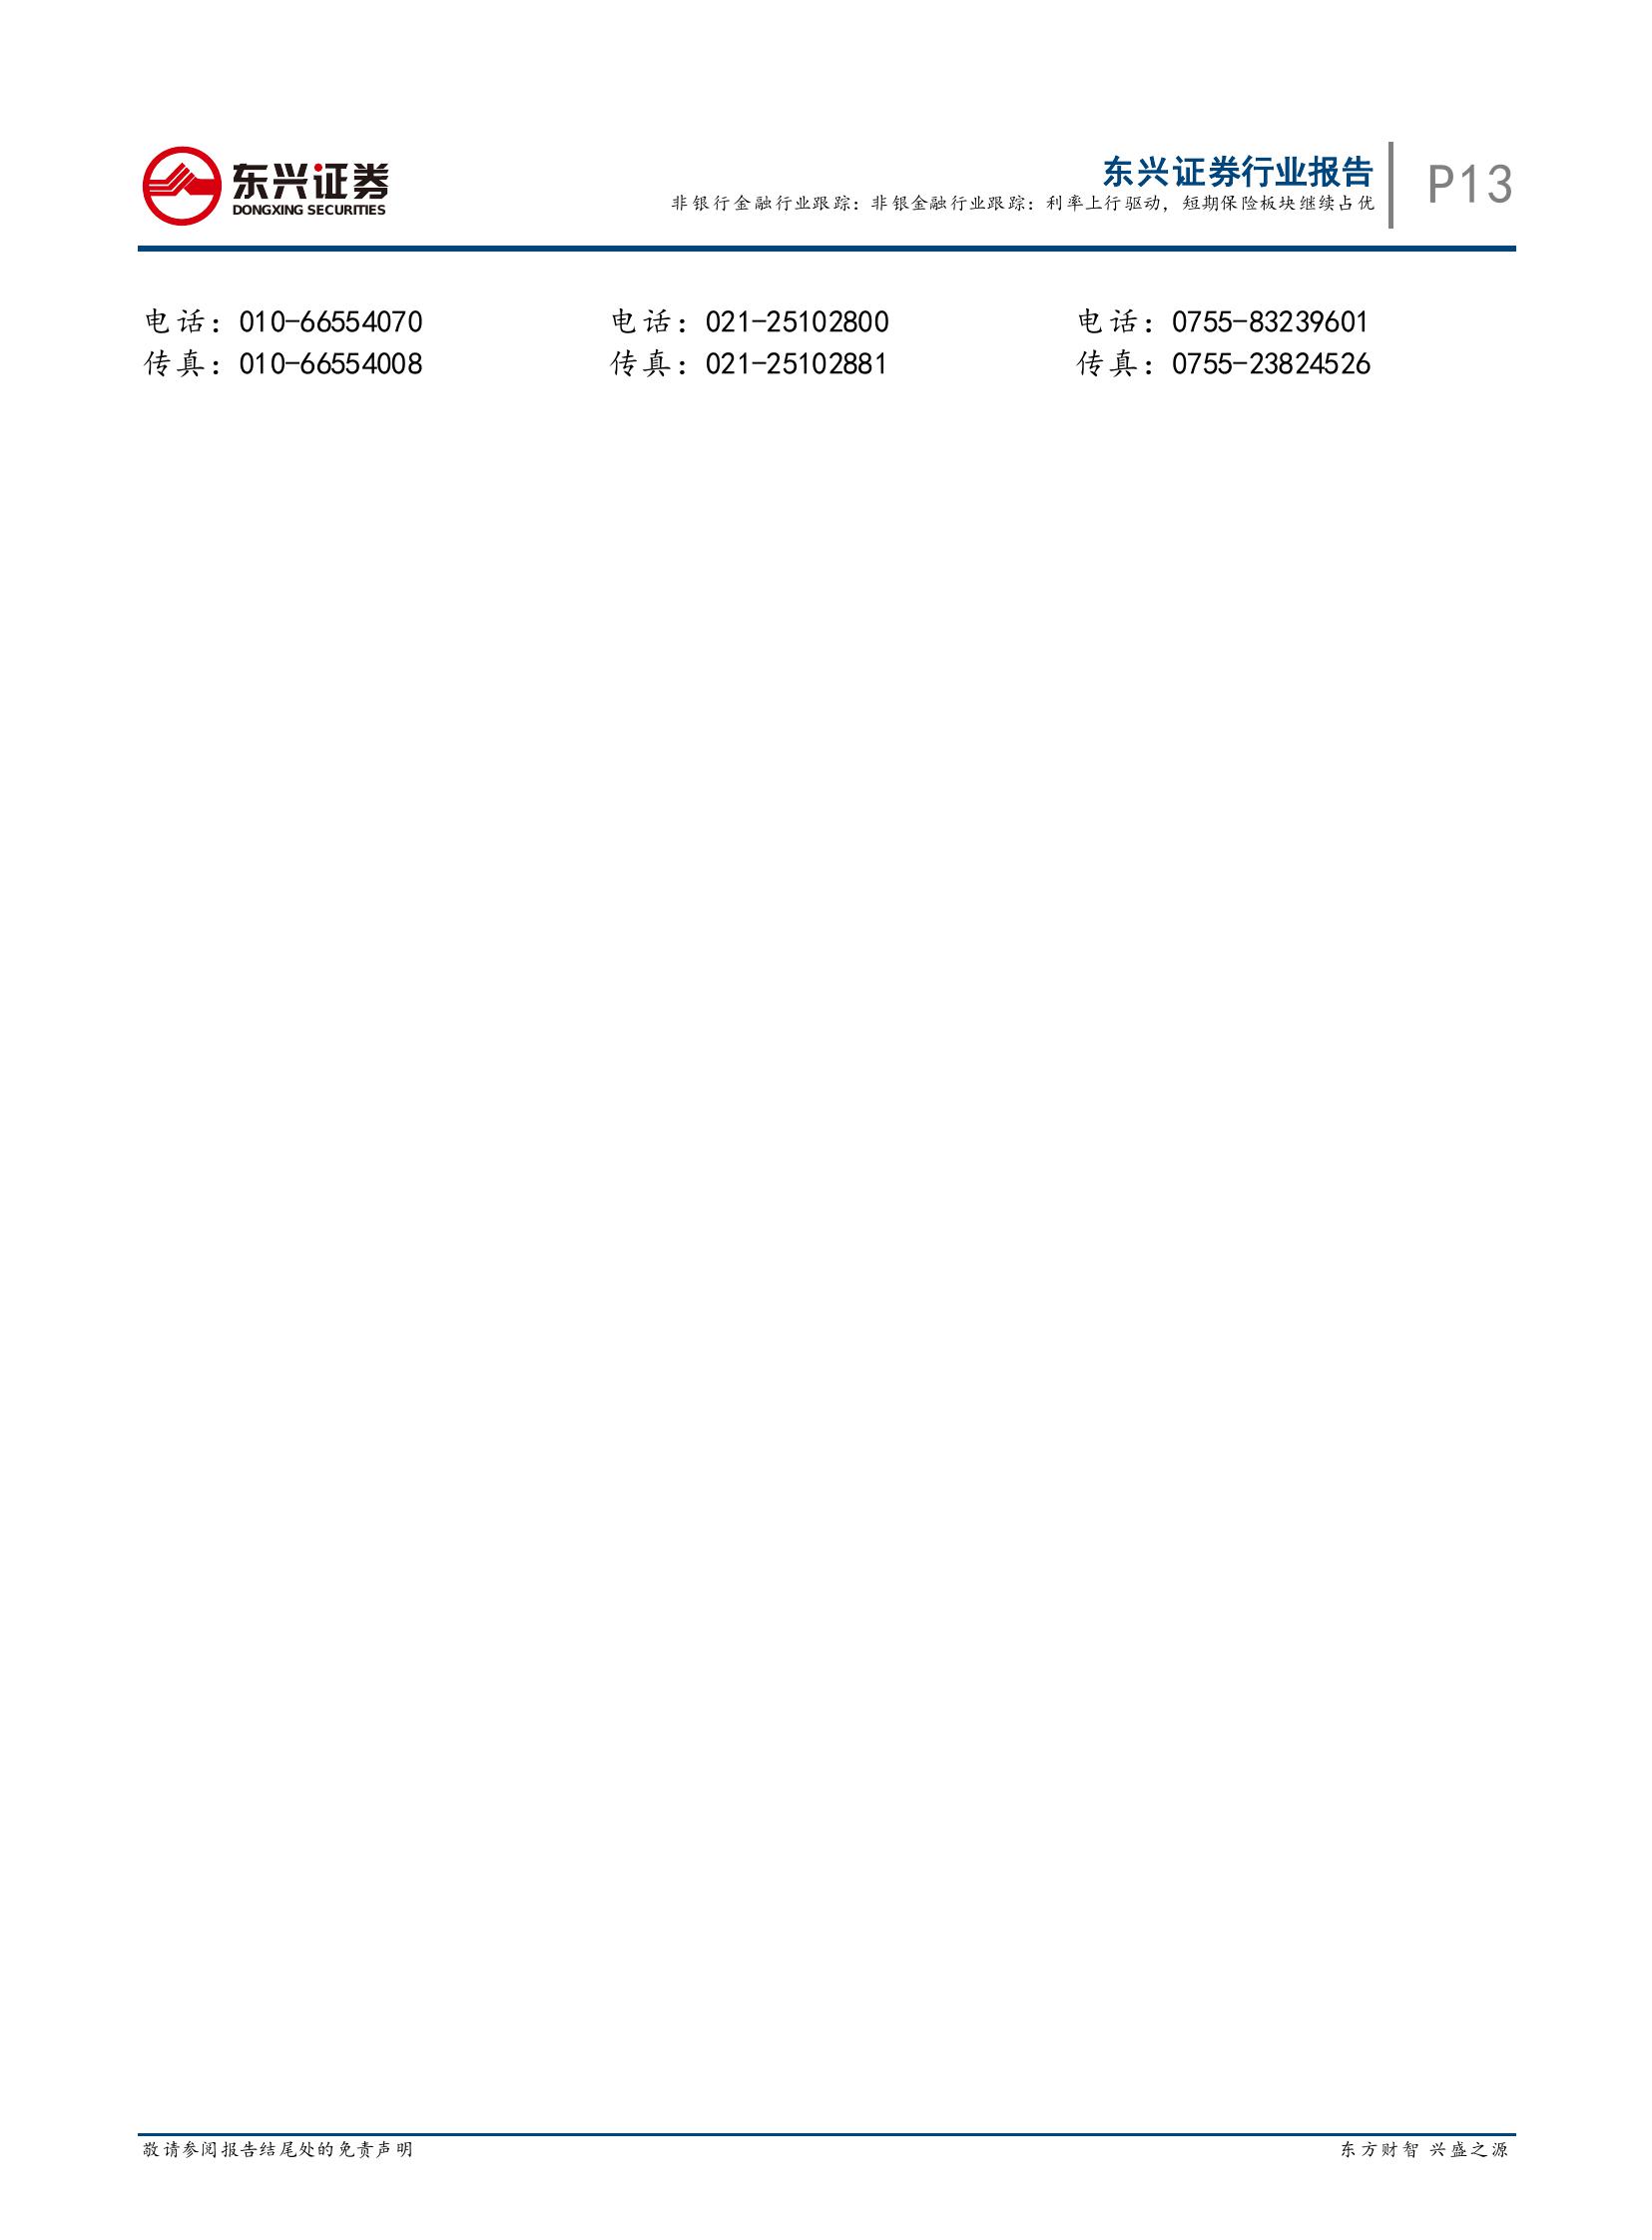 东兴证券
DONGXING SECURITIES
东兴证券行业报告
非银行金融行业跟踪：非银金融行业跟踪：利率上行驱动，短期保险板块继续占优
P13
电话：010-66554070 电话：021-25102800 电话：0755-83239601
传真：010-66554008 传真：021-25102881 传真：0755-23824526
敬请参阅报告结尾处的免责声明 东方财智 兴盛之源